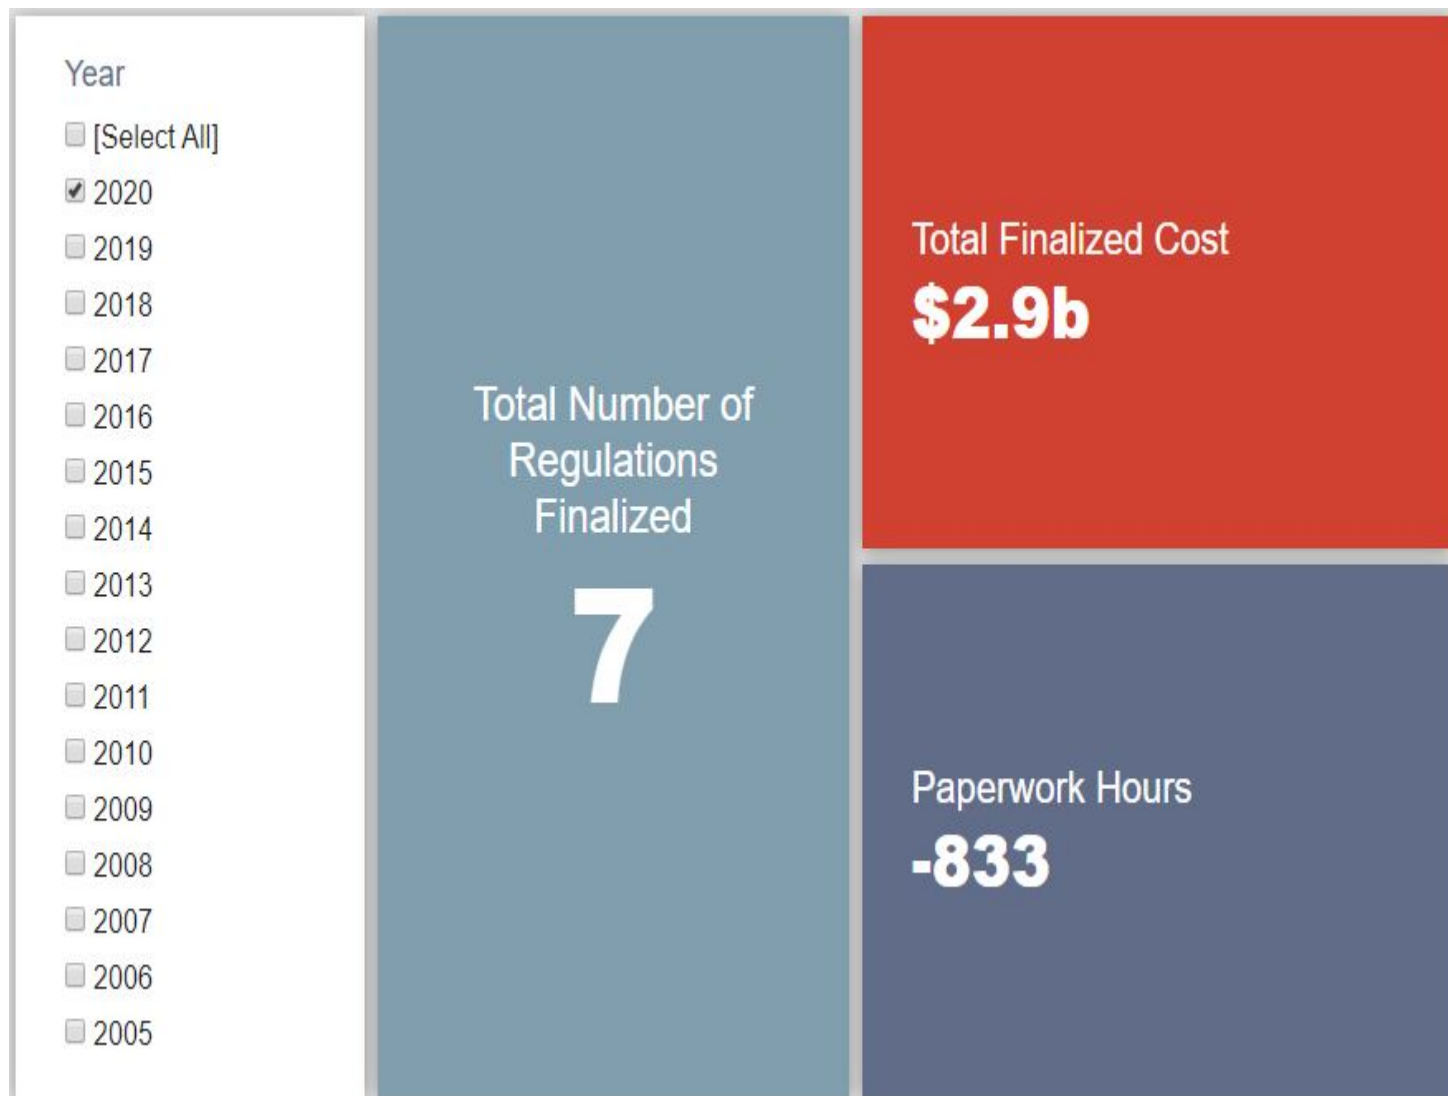 Year
[Select All]
2020
2019
2018
2017
2016
2015
2014
2013
2012
2011
2010
2009
2008
2007
2006
2005
Total Number of
Regulations
Finalized
7
Total Finalized Cost
$2.9b
Paperwork Hours
-833